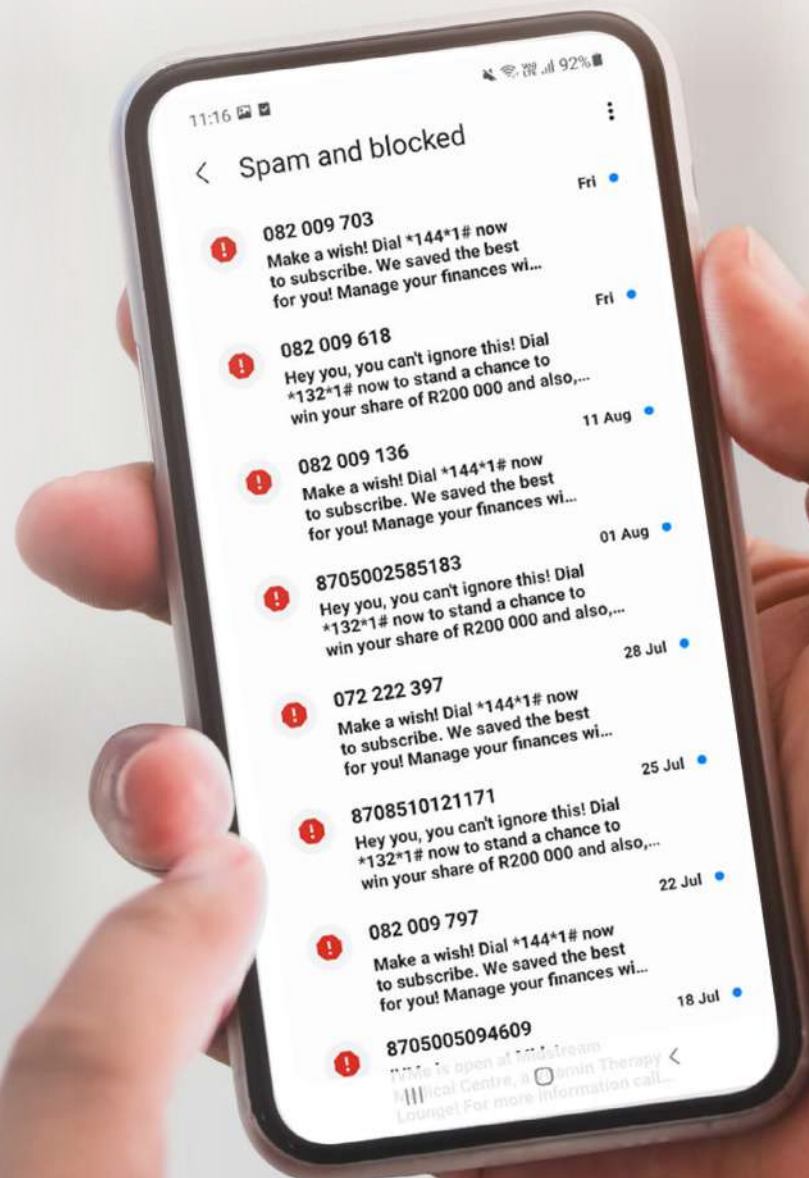 11:16
92%
Spam and blocked
082 009 703
Fri
Make a wish! Dial *144*1# now
to subscribe. We saved the best
for you! Manage your finances wi...
082 009 618
Fri
Hey you, you can't ignore this! Dial
*132*1# now to stand a chance to
win your share of R200 000 and also,...
082 009 136
11 Aug
Make a wish! Dial *144*1# now
to subscribe. We saved the best
for you! Manage your finances wi...
8705002585183
01 Aug
Hey you, you can't ignore this! Dial
*132*1# now to stand a chance to
win your share of R200 000 and also,...
072 222 397
28 Jul
Make a wish! Dial *144*1# now
to subscribe. We saved the best
for you! Manage your finances wi...
8708510121171
25 Jul
Hey you, you can't ignore this! Dial
*132*1# now to stand a chance to
win your share of R200 000 and also,...
082 009 797
22 Jul
Make a wish! Dial *144*1# now
to subscribe. We saved the best
for you! Manage your finances wi...
8705005094609
18 Jul
is open at Midstream
Centre, a Therapy
Lounge! For more information call...